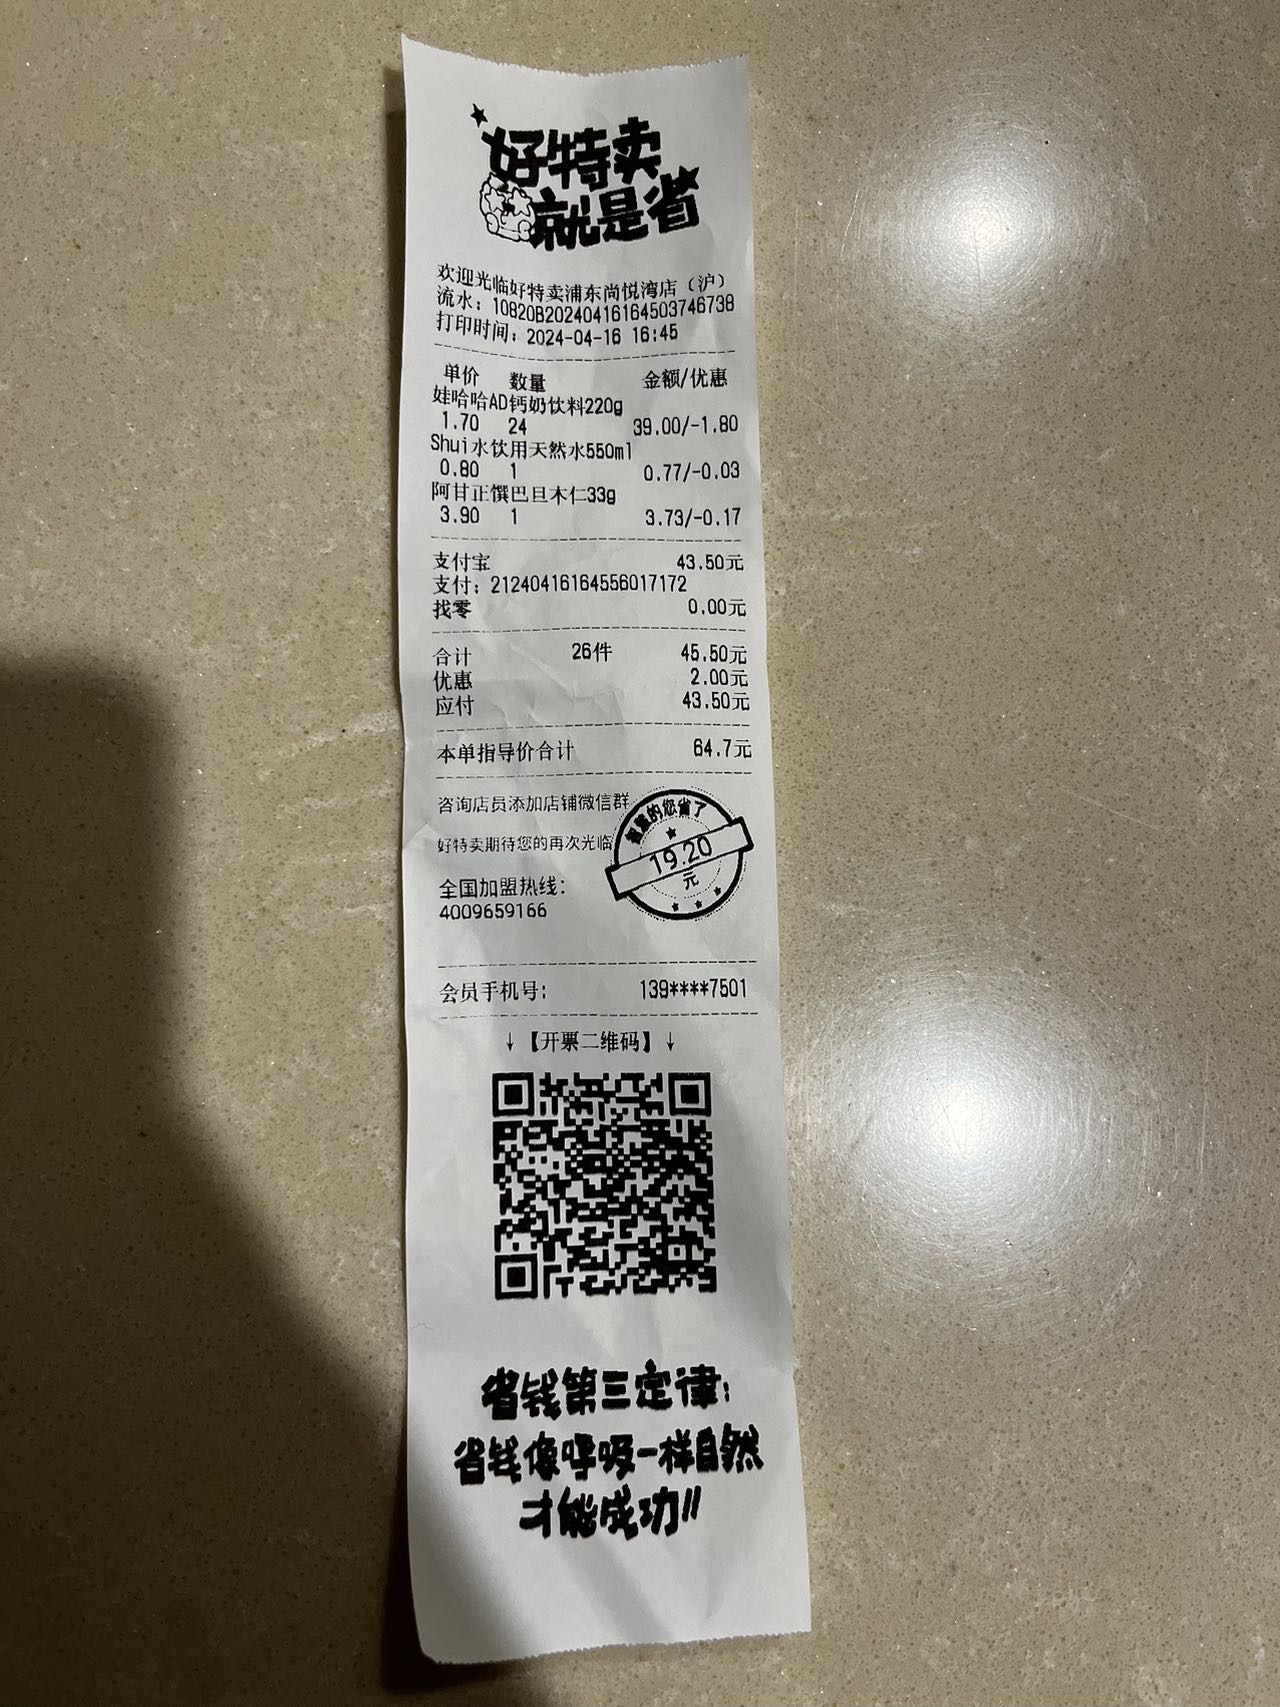 好特卖
就是省
欢迎光临好特卖浦东尚悦湾店（沪）
流水：10820B20240416164503746738
打印时间：2024-04-16 16:45
单价 数量 金额/优惠
娃哈哈AD钙奶饮料220g
1.70 24 39.00/-1.80
Shui水饮用天然水550ml
0.80 1 0.77/-0.03
阿甘正馔巴旦木仁33g
3.90 1 3.73/-0.17
支付宝 43.50元
支付：21240416164556017172
找零 0.00元
合计 26件 45.50元
优惠 2.00元
应付 43.50元
本单指导价合计 64.7元
咨询店员添加店铺微信群
好特卖期待您的再次光临
的您省了
19.20
元
全国加盟热线：
4009659166
会员手机号： 139****7501
↓【开票二维码】↓
省钱第三定律：
省钱像呼吸一样自然
才能成功!!